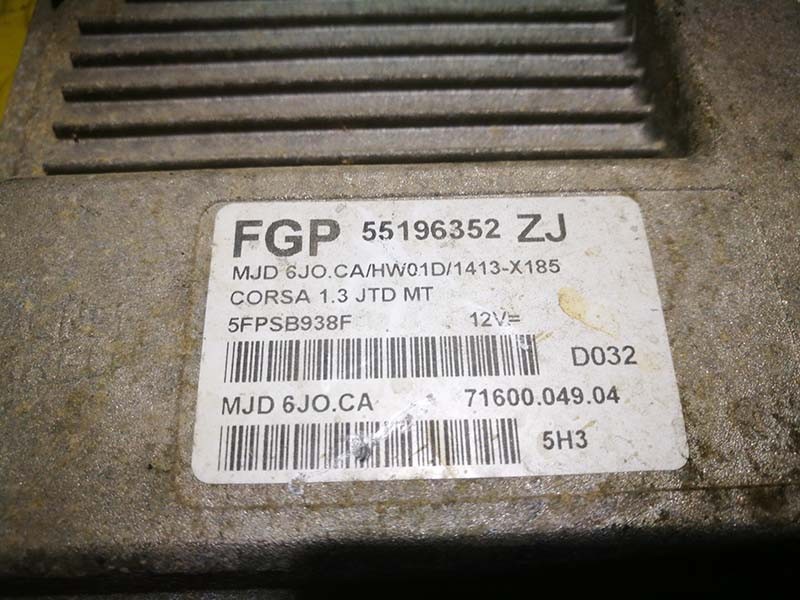 FGP 55196352 ZJ
MJD 6JO.CA/HW01D/1413-X185
CORSA 1.3 JTD MT
5FPSB938F 12V=
D032
MJD 6JO.CA 71600.049.04
5H3